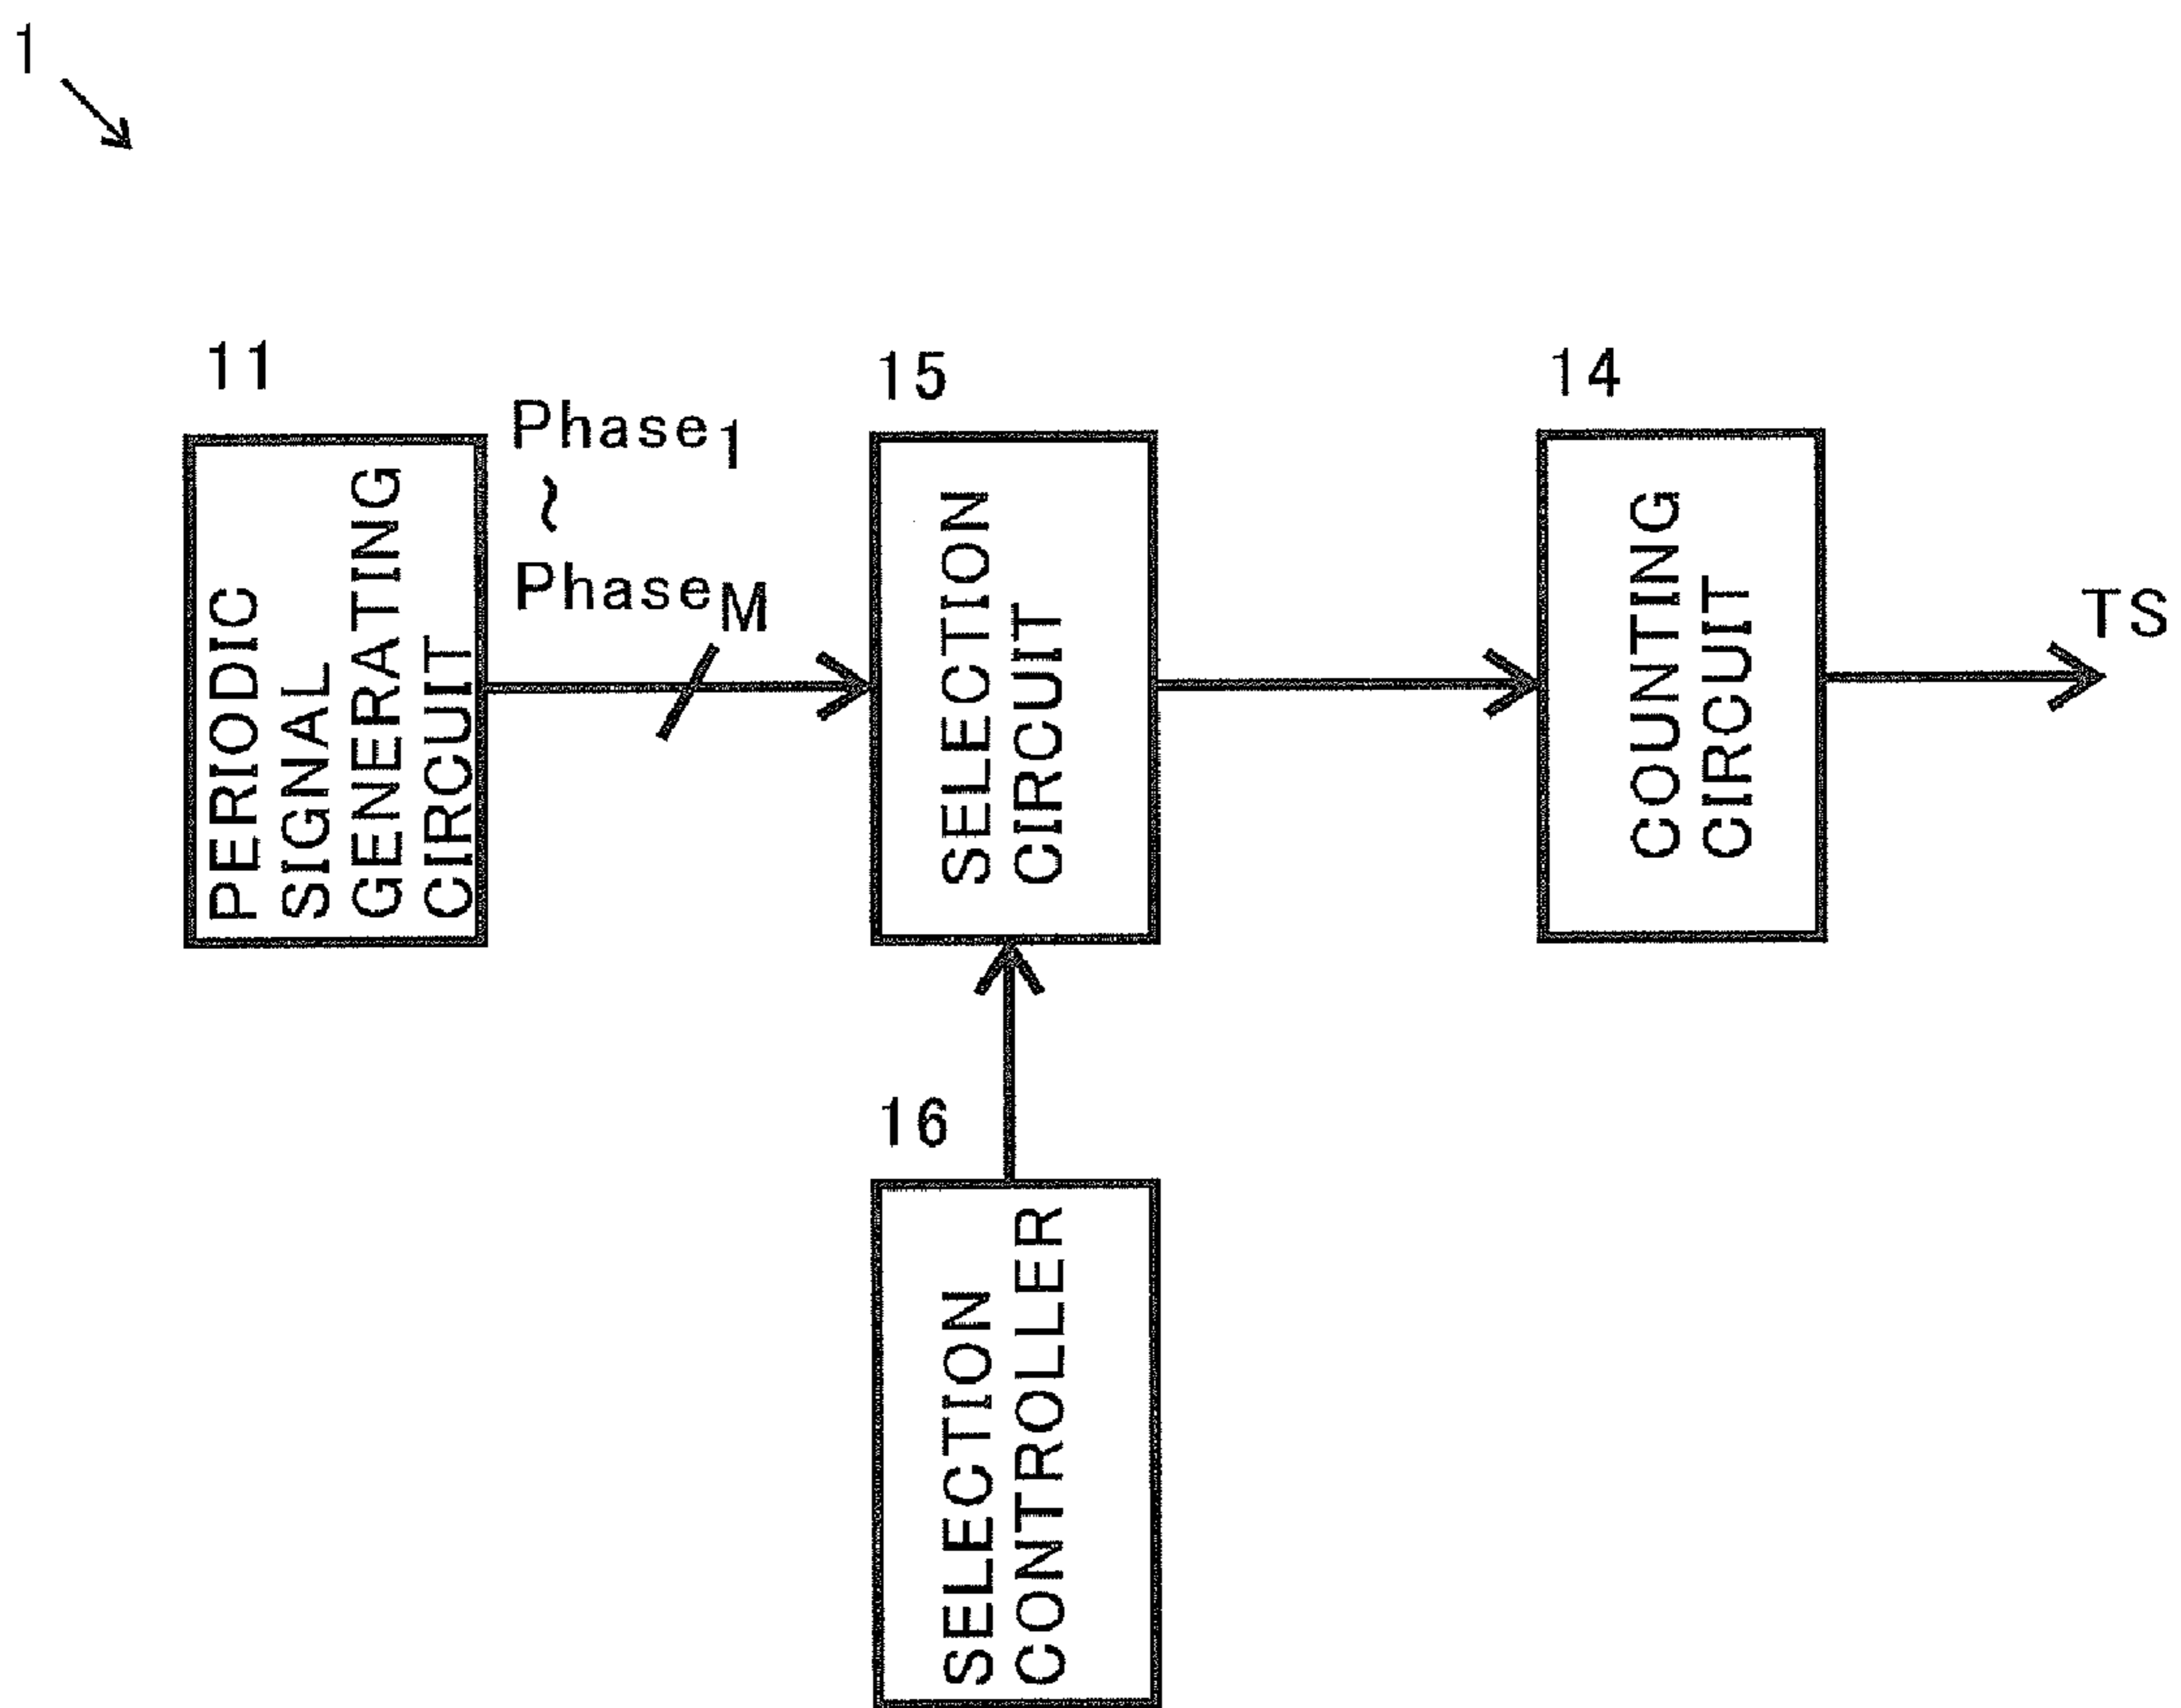 1
11
Phase1
~
PhaseM
PERIODIC
SIGNAL
GENERATING
CIRCUIT
15
SELECTION
CIRCUIT
14
COUNTING
CIRCUIT
TS
16
SELECTION
CONTROLLER